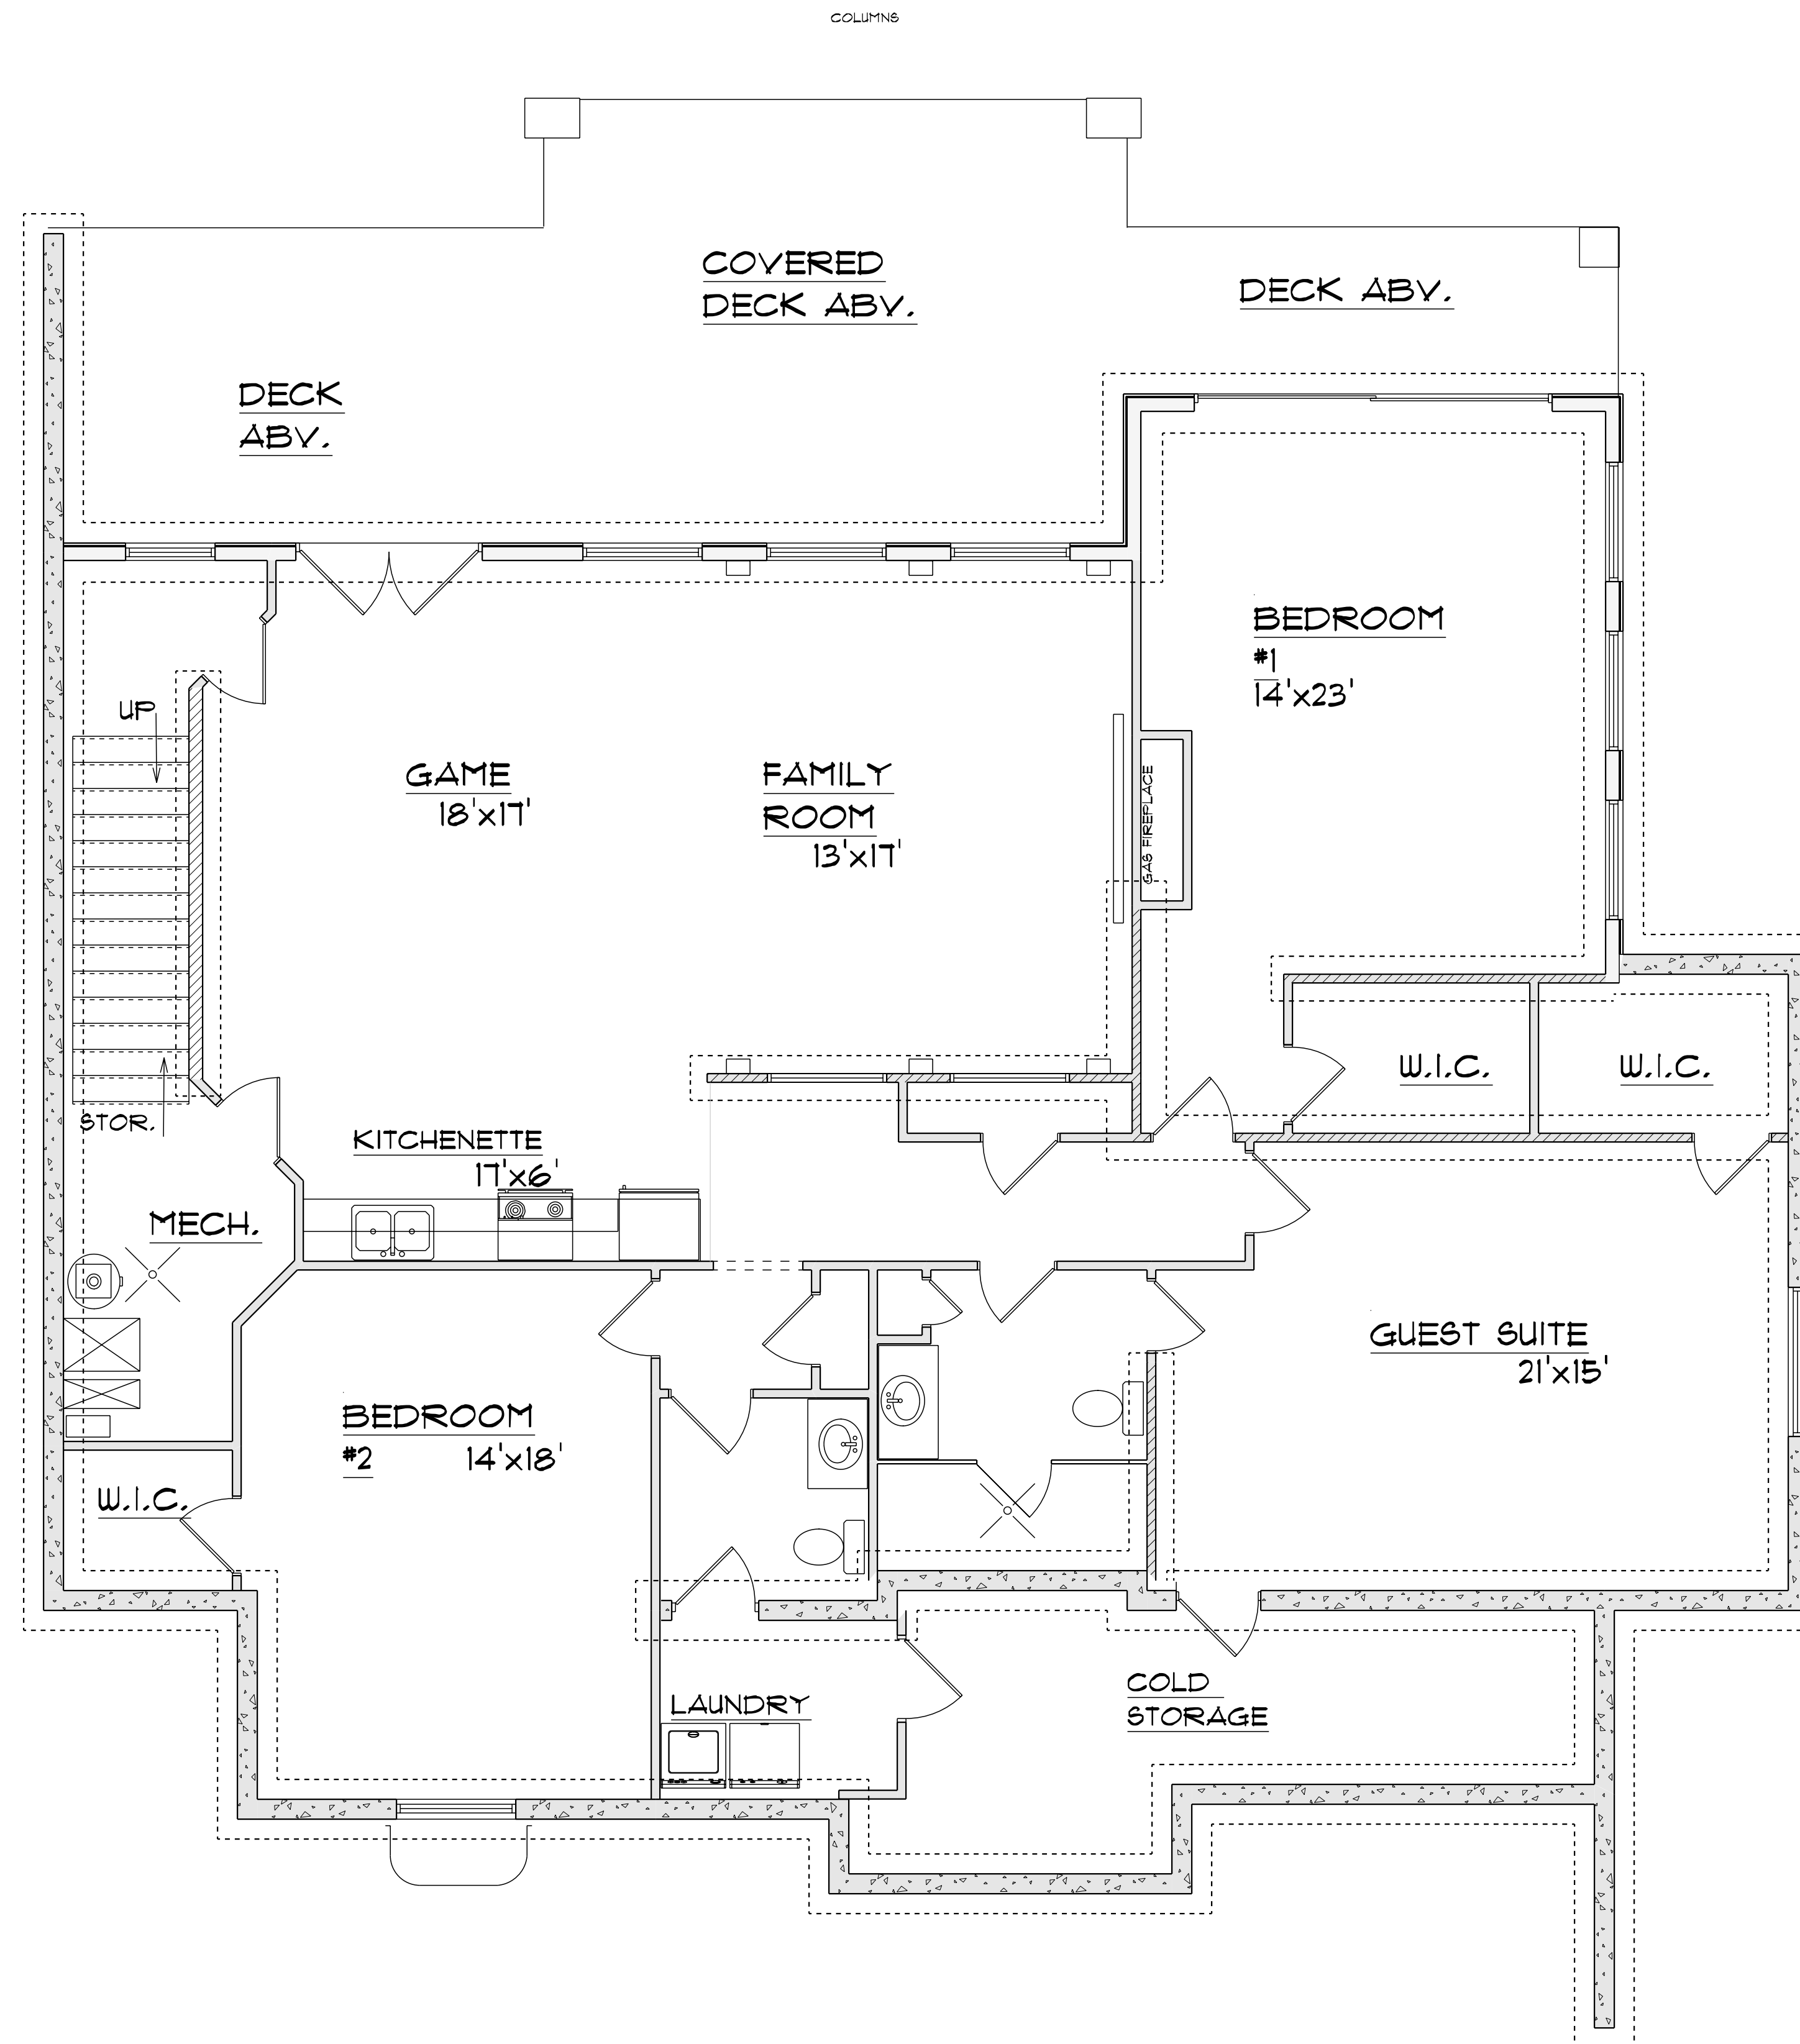 COLUMNS
COVERED
DECK ABV.
DECK ABV.
DECK
ABV.
BEDROOM
#1
14'x23'
UP
GAME
18'x17'
FAMILY
ROOM
13'x17'
GAS FIREPLACE
W.I.C.
W.I.C.
STOR.
KITCHENETTE
17'x6'
MECH.
GUEST SUITE
21'x15'
BEDROOM
#2 14'x18'
W.I.C.
LAUNDRY
COLD
STORAGE